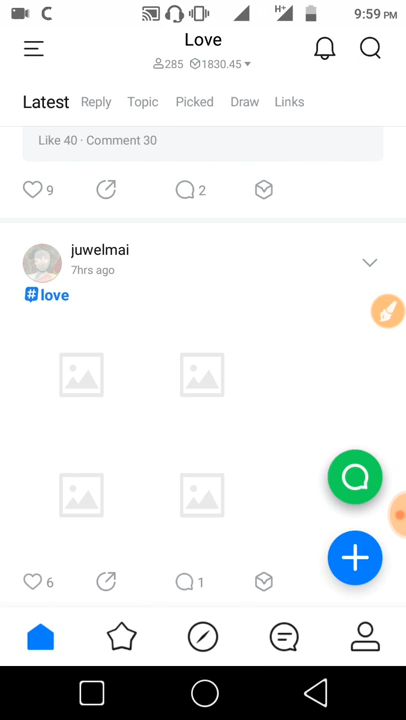 9:59 PM
Love
285 1830.45
Latest Reply Topic Picked Draw Links
Like 40 · Comment 30
9 2
juwelmai
7hrs ago
#love
6 1